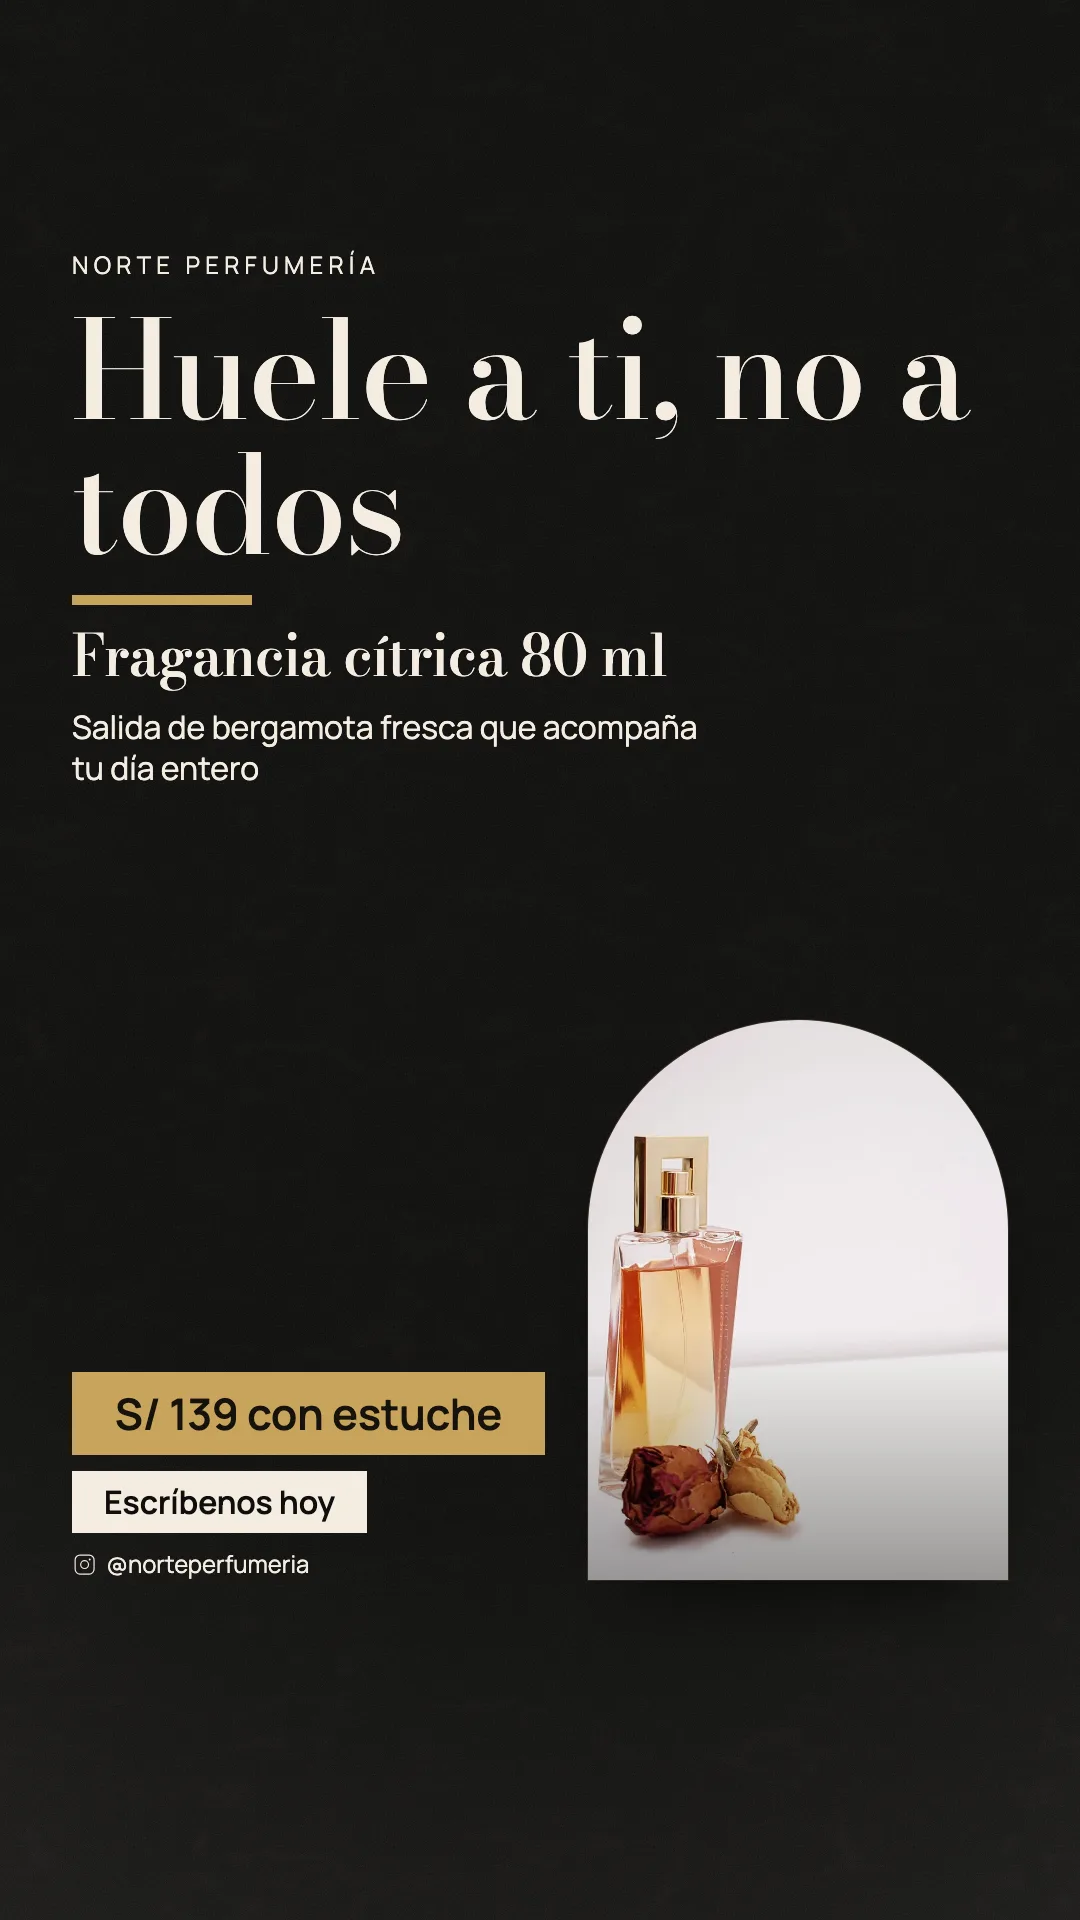 NORTE PERFUMERÍA
Huele a ti, no a
todos
Fragancia cítrica 80 ml
Salida de bergamota fresca que acompaña
tu día entero
S/ 139 con estuche
Escríbenos hoy
@norteperfumeria